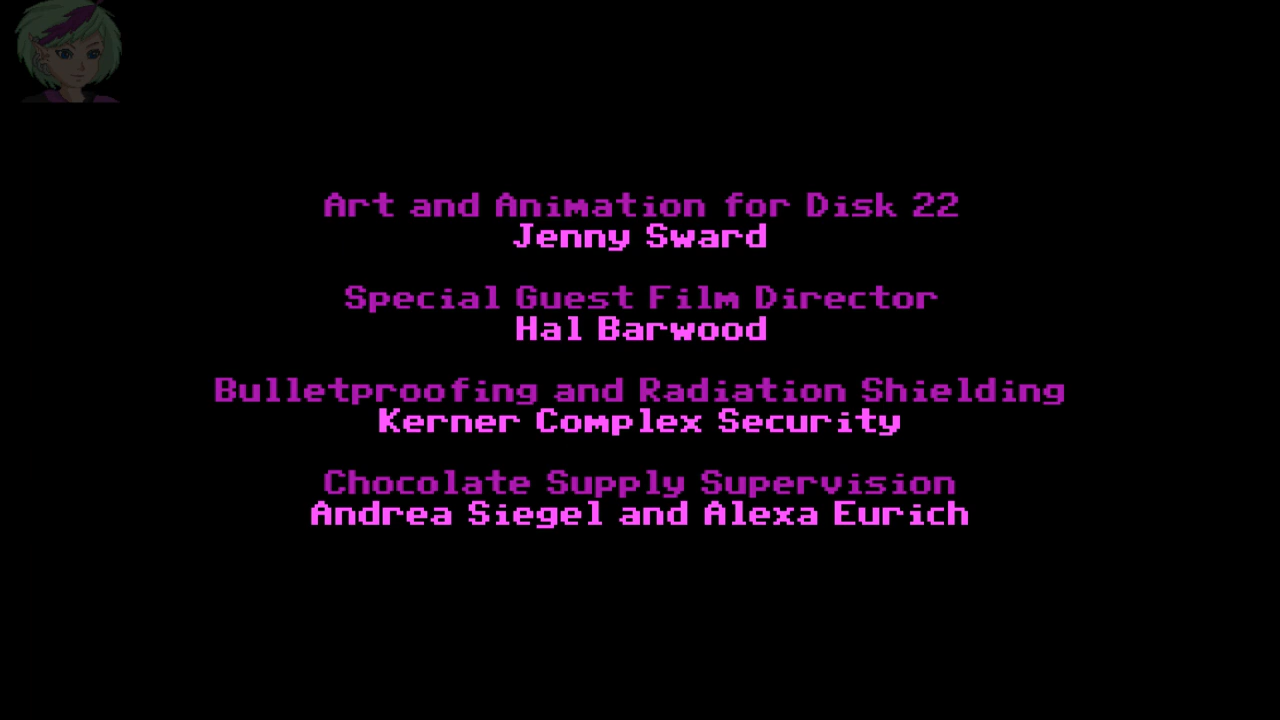 Art and Animation for Disk 22
Jenny Sward
Special Guest Film Director
Hal Barwood
Bulletproofing and Radiation Shielding
Kerner Complex Security
Chocolate Supply Supervision
Andrea Siegel and Alexa Eurich